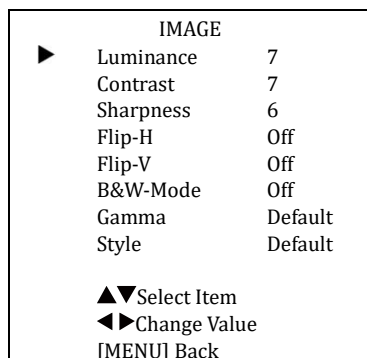 IMAGE
▶ Luminance 7
Contrast 7
Sharpness 6
Flip-H Off
Flip-V Off
B&W-Mode Off
Gamma Default
Style Default
▲▼Select Item
◀ ▶Change Value
[MENU] Back